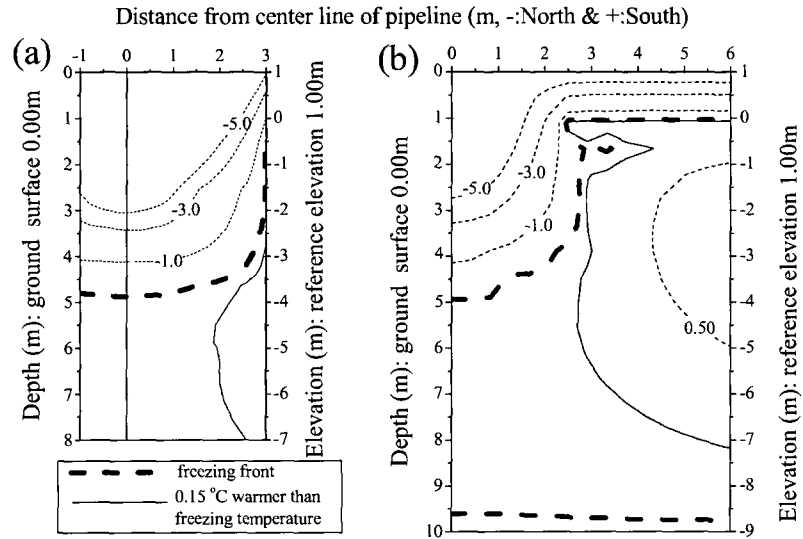 Distance from center line of pipeline (m, -:North & +:South)
(a)
-1 0 1 2 3
0 1 2 3 4 5 6 7 8
Depth (m): ground surface 0.00m
-5.0
-3.0
-1.0
1 0 -1 -2 -3 -4 -5 -6 -7
Elevation (m): reference elevation 1.00m
freezing front
0.15 °C warmer than
freezing temperature
(b)
0 1 2 3 4 5 6
0 1 2 3 4 5 6 7 8 9 10
Depth (m): ground surface 0.00m
-5.0
-3.0
-1.0
0.50
1 0 -1 -2 -3 -4 -5 -6 -7 -8 -9
Elevation (m): reference elevation 1.00m